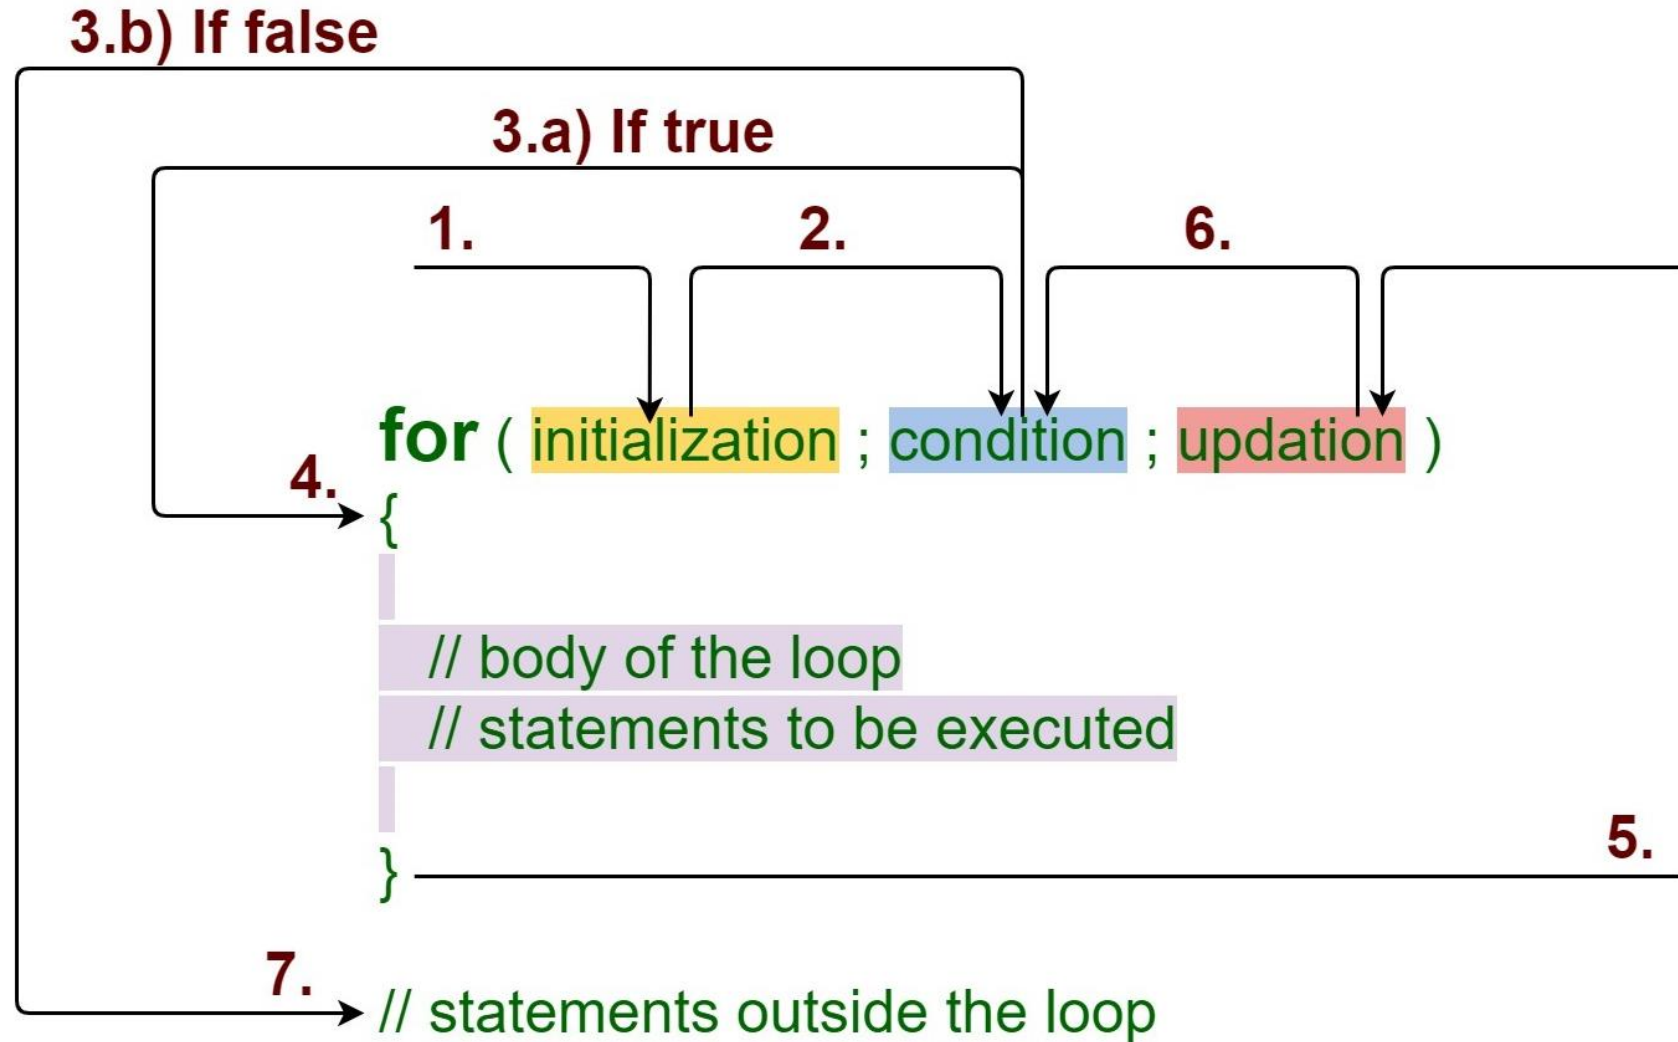 3.b) If false
3.a) If true
1.
2.
6.
for ( initialization ; condition ; updation )
4.
{
// body of the loop
// statements to be executed
5.
}
7.
// statements outside the loop